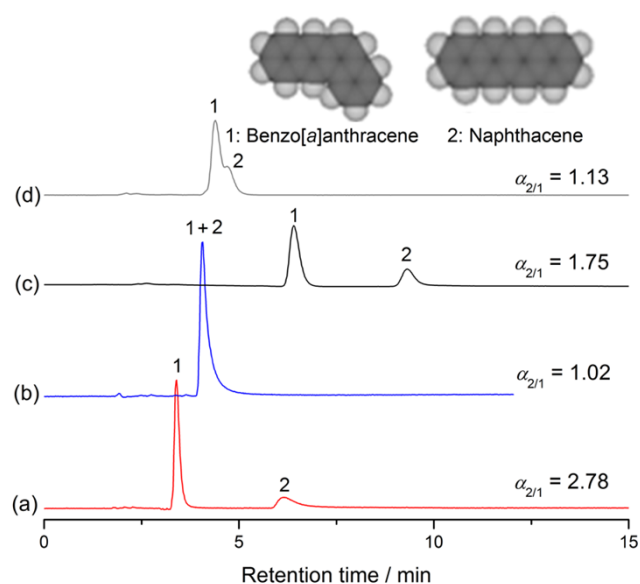 1: Benzo[a]anthracene 2: Naphthacene
1
2
(d)
α2/1 = 1.13
1 + 2
1
2
(c)
α2/1 = 1.75
1
(b)
α2/1 = 1.02
2
(a)
α2/1 = 2.78
0 5 10 15
Retention time / min